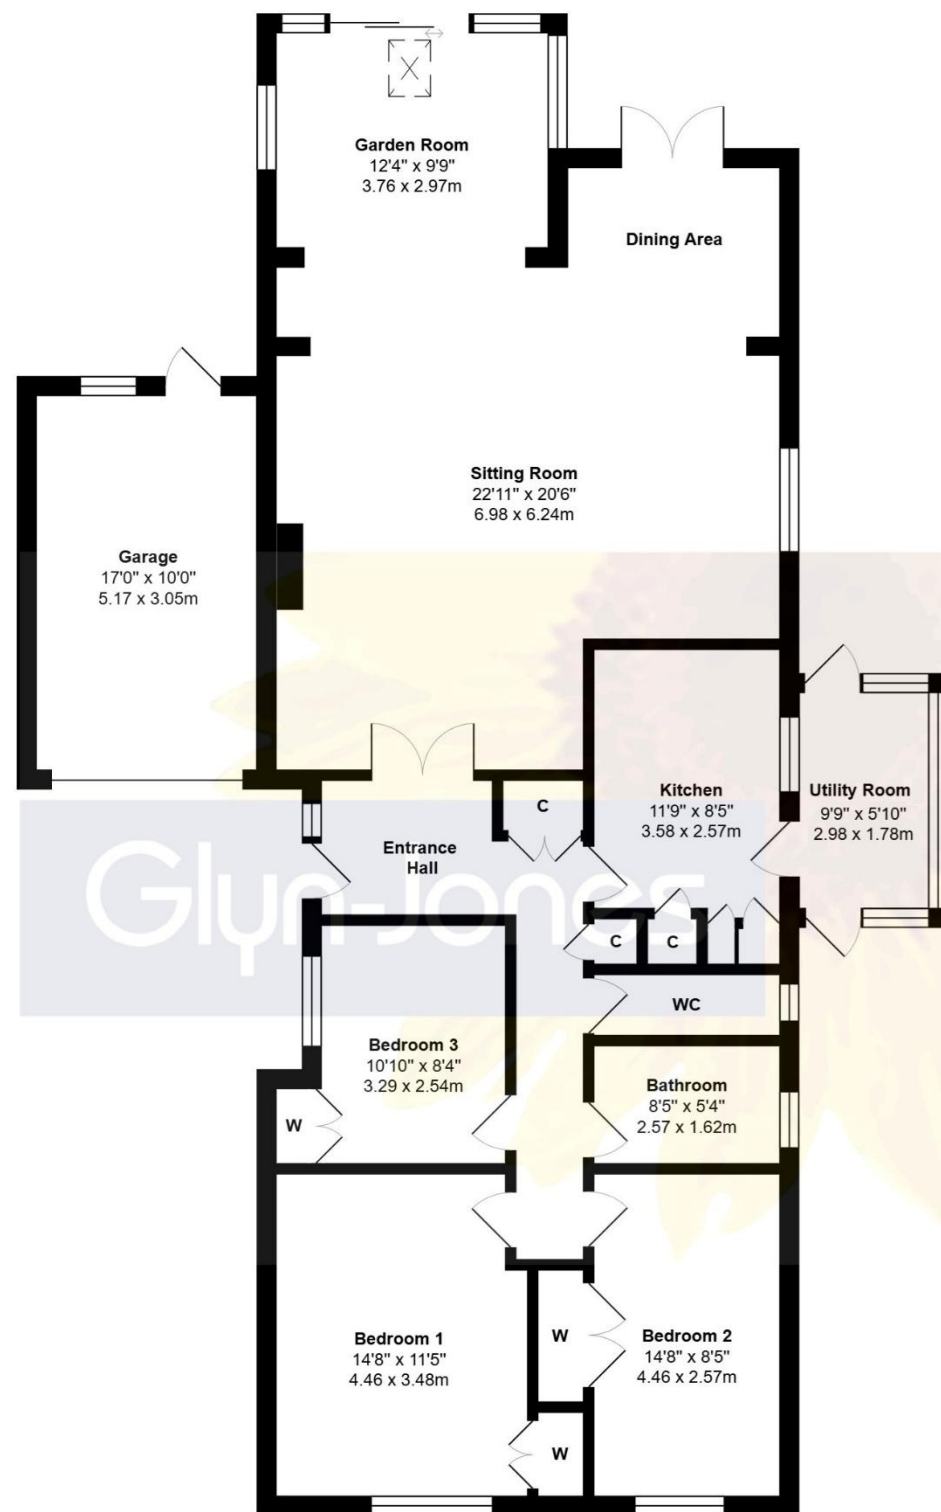 Garden Room
12'4" x 9'9"
3.76 x 2.97m
Dining Area
Sitting Room
22'11" x 20'6"
6.98 x 6.24m
Garage
17'0" x 10'0"
5.17 x 3.05m
Kitchen
11'9" x 8'5"
3.58 x 2.57m
Utility Room
9'9" x 5'10"
2.98 x 1.78m
C
Entrance
Hall
Glyn-Jones
C
C
WC
Bedroom 3
10'10" x 8'4"
3.29 x 2.54m
Bathroom
8'5" x 5'4"
2.57 x 1.62m
W
Bedroom 1
14'8" x 11'5"
4.46 x 3.48m
W
Bedroom 2
14'8" x 8'5"
4.46 x 2.57m
W